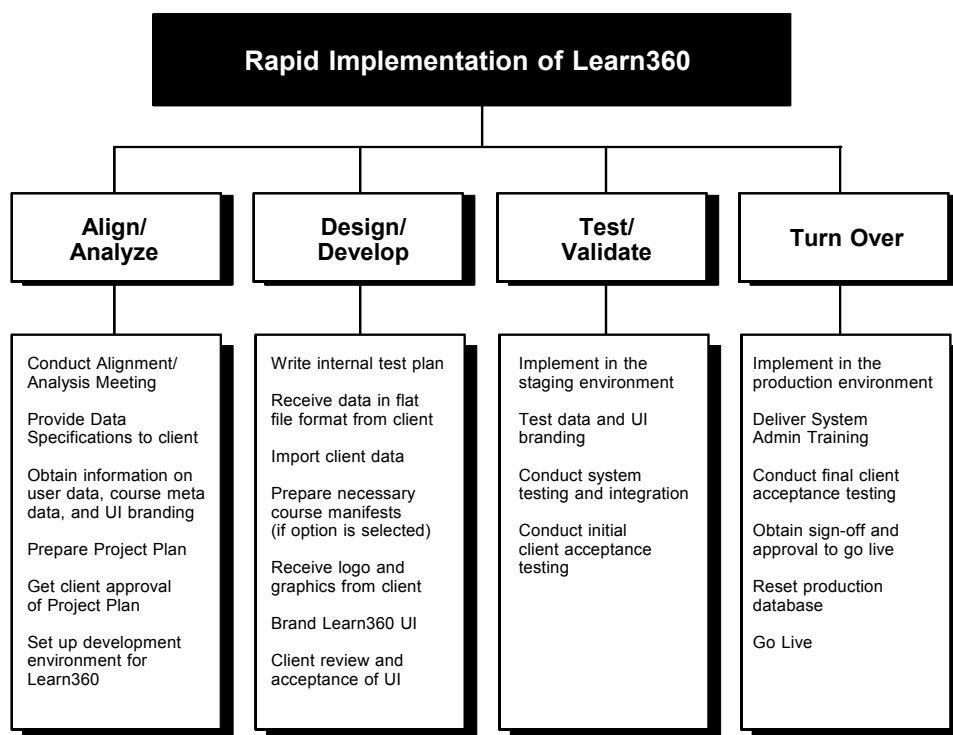 Rapid Implementation of Learn360
Align/
Analyze
Design/
Develop
Test/
Validate
Turn Over
Conduct Alignment/
Analysis Meeting
Provide Data
Specifications to client
Obtain information on
user data, course meta
data, and UI branding
Prepare Project Plan
Get client approval
of Project Plan
Set up development
environment for
Learn360
Write internal test plan
Receive data in flat
file format from client
Import client data
Prepare necessary
course manifests
(if option is selected)
Receive logo and
graphics from client
Brand Learn360 UI
Client review and
acceptance of UI
Implement in the
staging environment
Test data and UI
branding
Conduct system
testing and integration
Conduct initial
client acceptance
testing
Implement in the
production environment
Deliver System
Admin Training
Conduct final client
acceptance testing
Obtain sign-off and
approval to go live
Reset production
database
Go Live